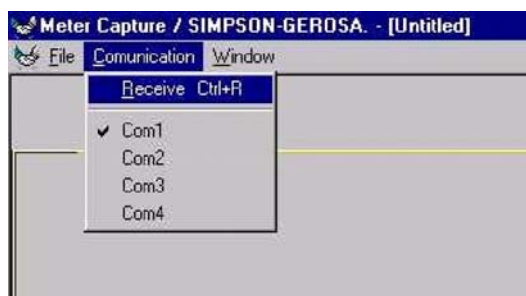 Meter Capture / SIMPSON-GEROSA. - [Untitled]
File Comunication Window
Receive Ctrl+R
Com1
Com2
Com3
Com4